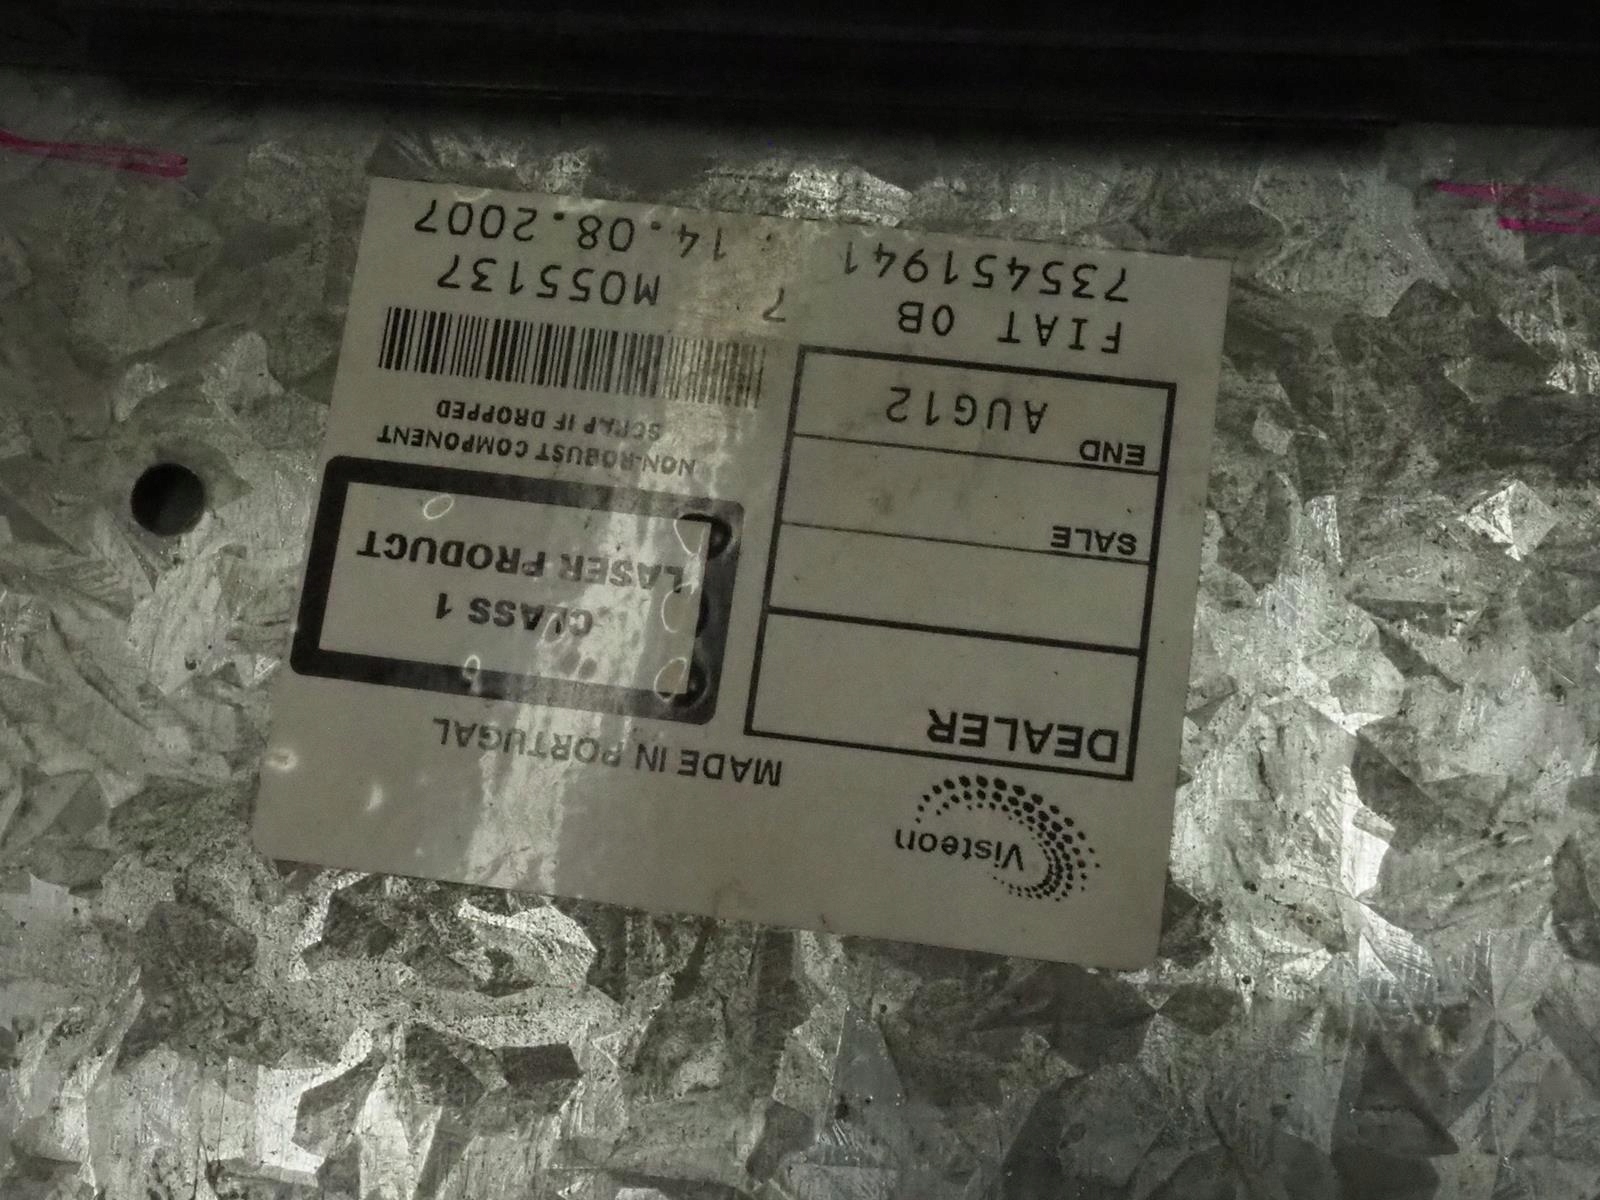 Visteon
MADE IN PORTUGAL
DEALER
SALE
END AUG12
CLASS 1
LASER PRODUCT
NON-ROBUST COMPONENT
SCRAP IF DROPPED
FIAT OB 7 M055137
735451941 14.08.2007